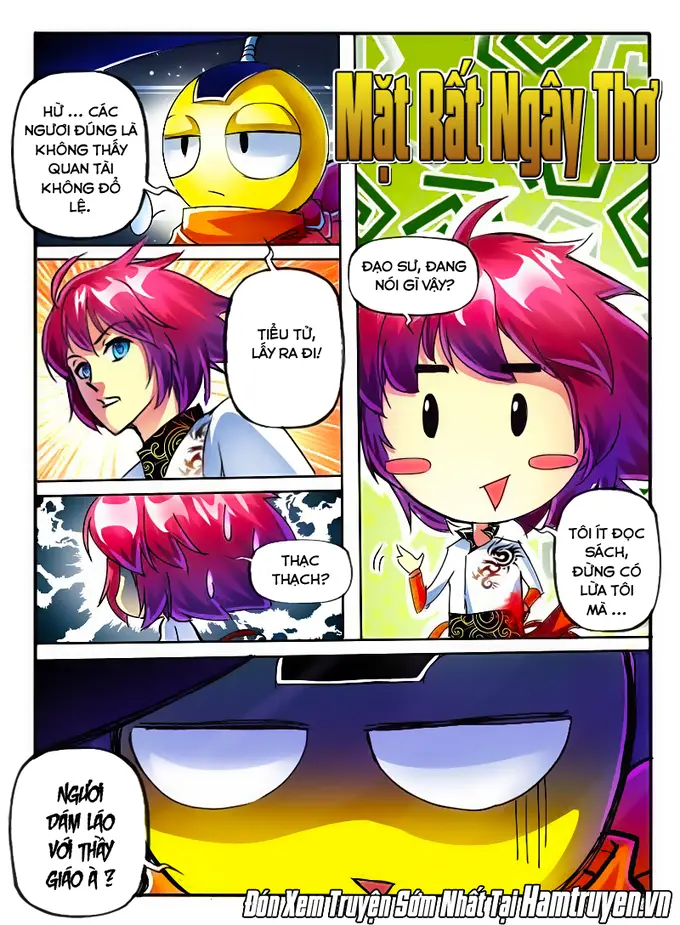 HỪ ... CÁC
NGƯƠI ĐÚNG LÀ
KHÔNG THẤY
QUAN TÀI
KHÔNG ĐỔ
LỆ.
Mặt Rất Ngây Thơ
TIỂU TỬ,
LẤY RA ĐI!
ĐẠO SƯ, ĐANG
NÓI GÌ VẬY?
THẠC
THẠCH?
TÔI ÍT ĐỌC
SÁCH,
ĐỪNG CÓ
LỪA TÔI
MÀ ...
NGƯƠI
DÁM LÁO
VỚI THẦY
GIÁO À ?
Đón Xem Truyện Sớm Nhất Tại Hamtruyen.vn